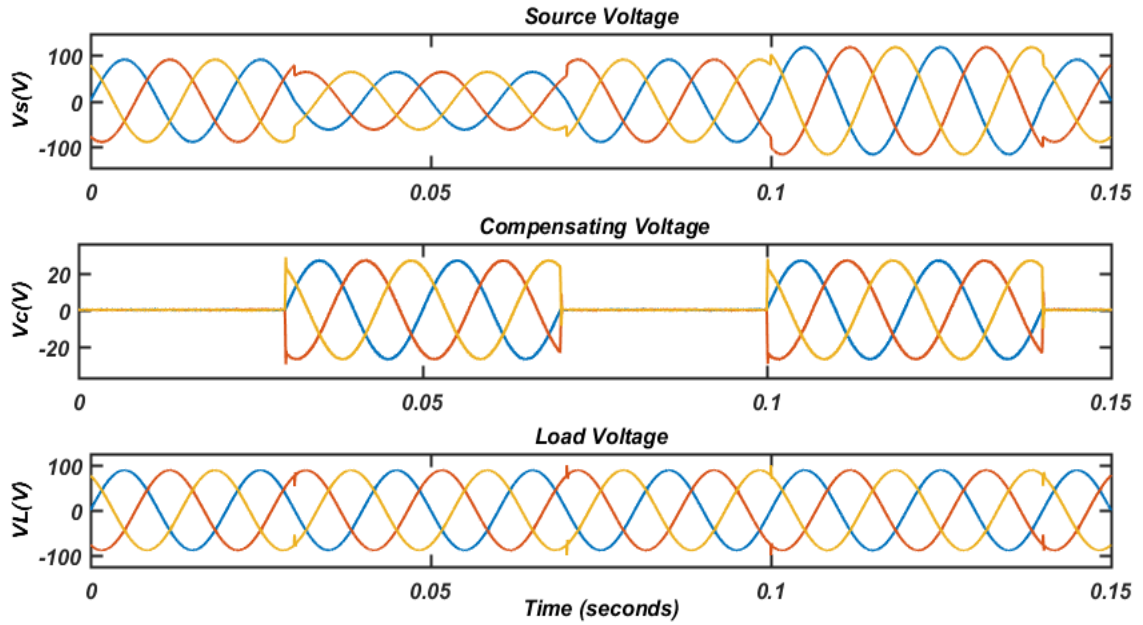 Source Voltage
Vs(V)
100
0
-100
0 0.05 0.1 0.15
Compensating Voltage
Vc(V)
20
0
-20
0 0.05 0.1 0.15
Load Voltage
VL(V)
100
0
-100
0 0.05 0.1 0.15
Time (seconds)